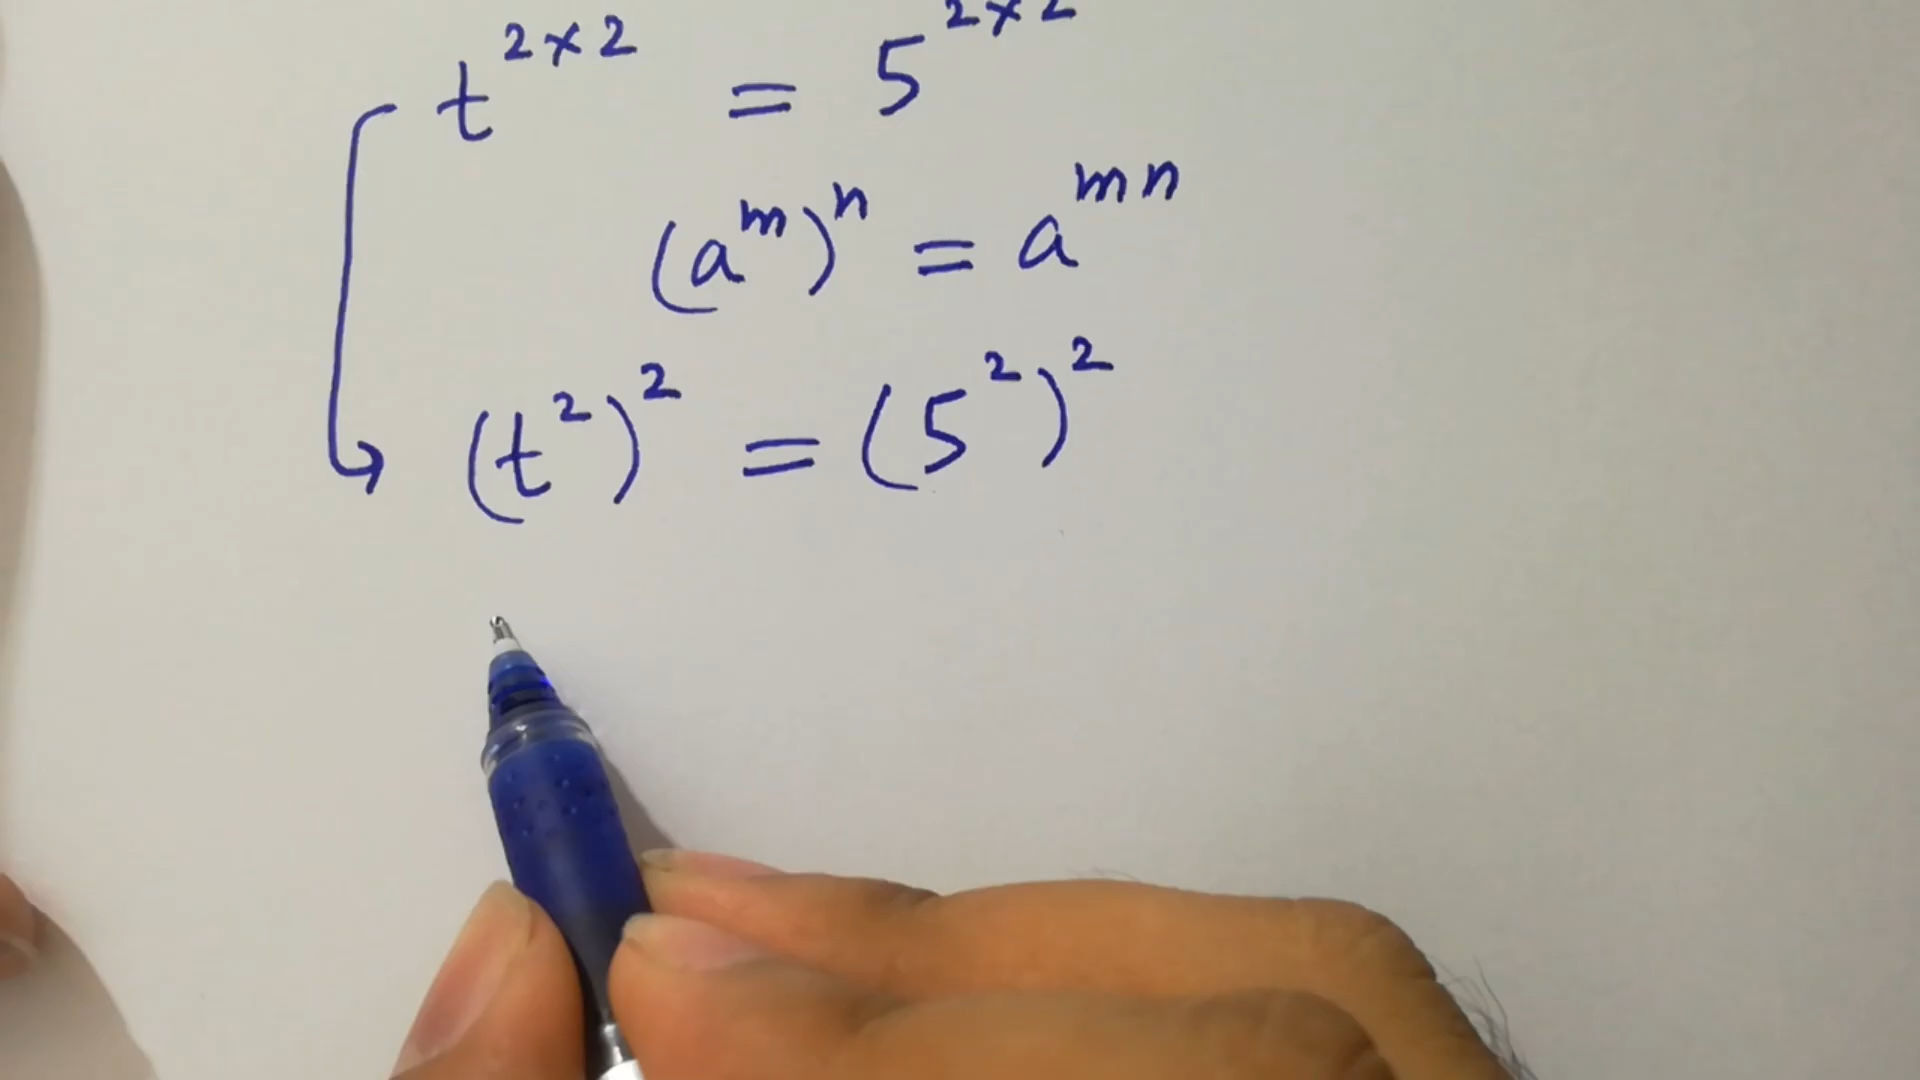 t^{2×2} = 5^{2×2}
(a^m)^n = a^{mn}
(t^2)^2 = (5^2)^2